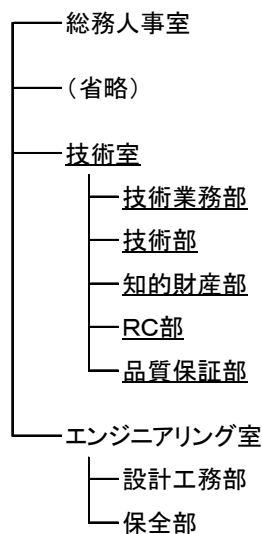 総務人事室
（省略）
技術室
技術業務部
技術部
知的財産部
RC部
品質保証部
エンジニアリング室
設計工務部
保全部